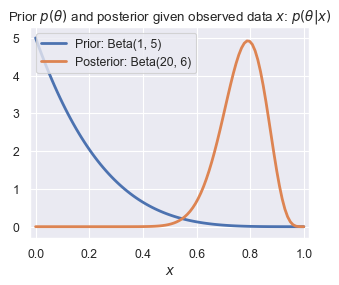 Prior p(θ) and posterior given observed data x: p(θ|x)
5
4
3
2
1
0
Prior: Beta(1, 5)
Posterior: Beta(20, 6)
0.0 0.2 0.4 0.6 0.8 1.0
x